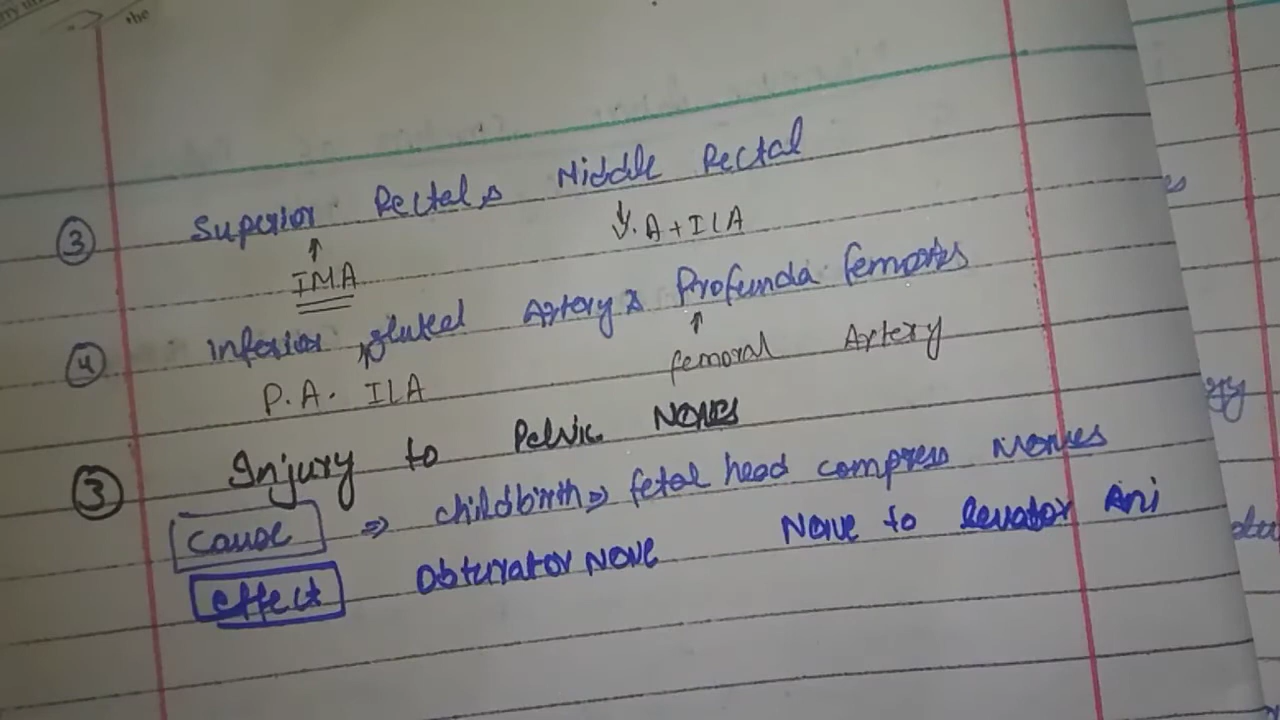 the
③ Superior Rectal & Middle Rectal
↑ ↓
IMA V.A + ILA
④ Inferior gluteal Artery & Profunda femoris
P.A. ILA ↑ femoral Artery
③ Injury to Pelvic Nerves
Cause ⇒ childbirth ⇒ fetal head compress nerves
effect Obturator Nerve Nerve to Levator Ani